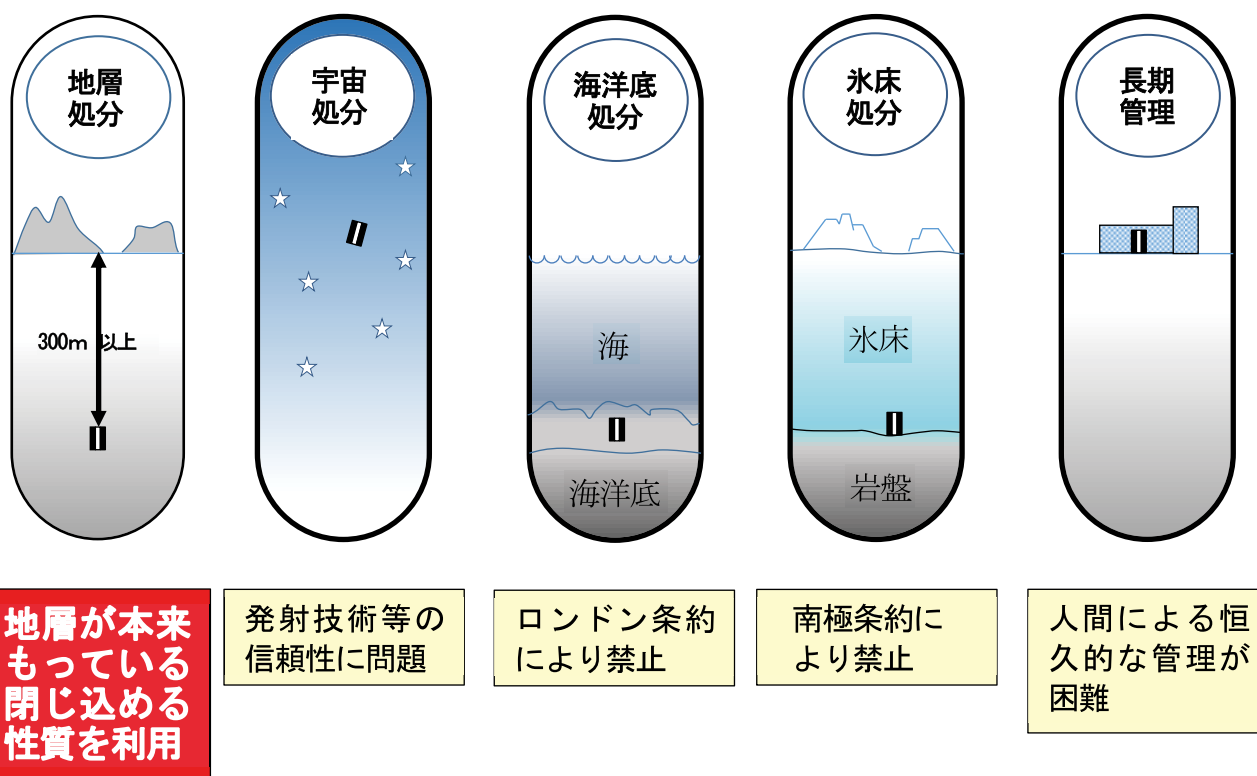 地層
処分
300m 以上
地層が本来
もっている
閉じ込める
性質を利用
宇宙
処分
発射技術等の
信頼性に問題
海洋底
処分
海
海洋底
ロンドン条約
により禁止
氷床
処分
氷床
岩盤
南極条約に
より禁止
長期
管理
人間による恒
久的な管理が
困難